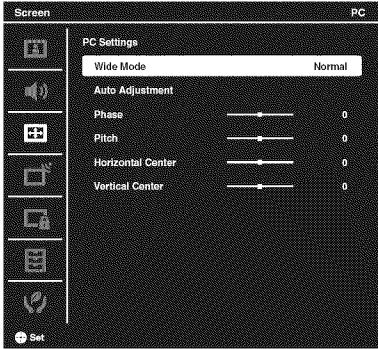 Screen PC
PC Settings
Wide Mode Normal
Auto Adjustment
Phase 0
Pitch 0
Horizontal Center 0
Vertical Center 0
Set